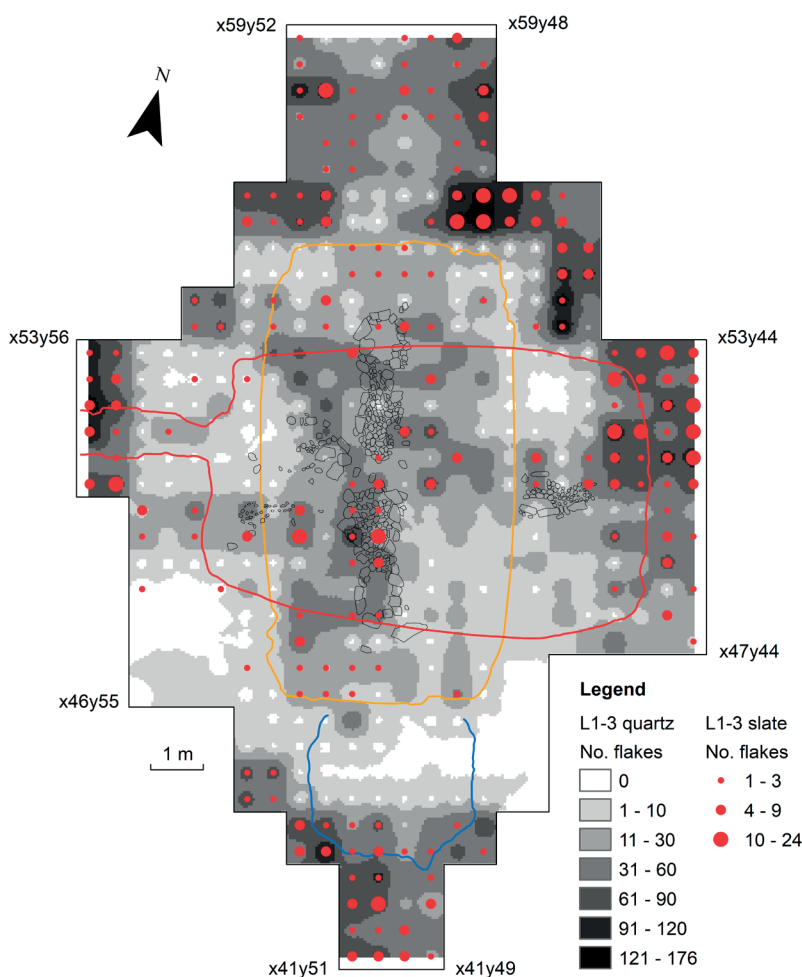 x59y52
x59y48
N
x53y56
x53y44
x47y44
x46y55
1 m
Legend
L1-3 quartz
No. flakes
0
1 - 10
11 - 30
31 - 60
61 - 90
91 - 120
121 - 176
L1-3 slate
No. flakes
1 - 3
4 - 9
10 - 24
x41y51
x41y49